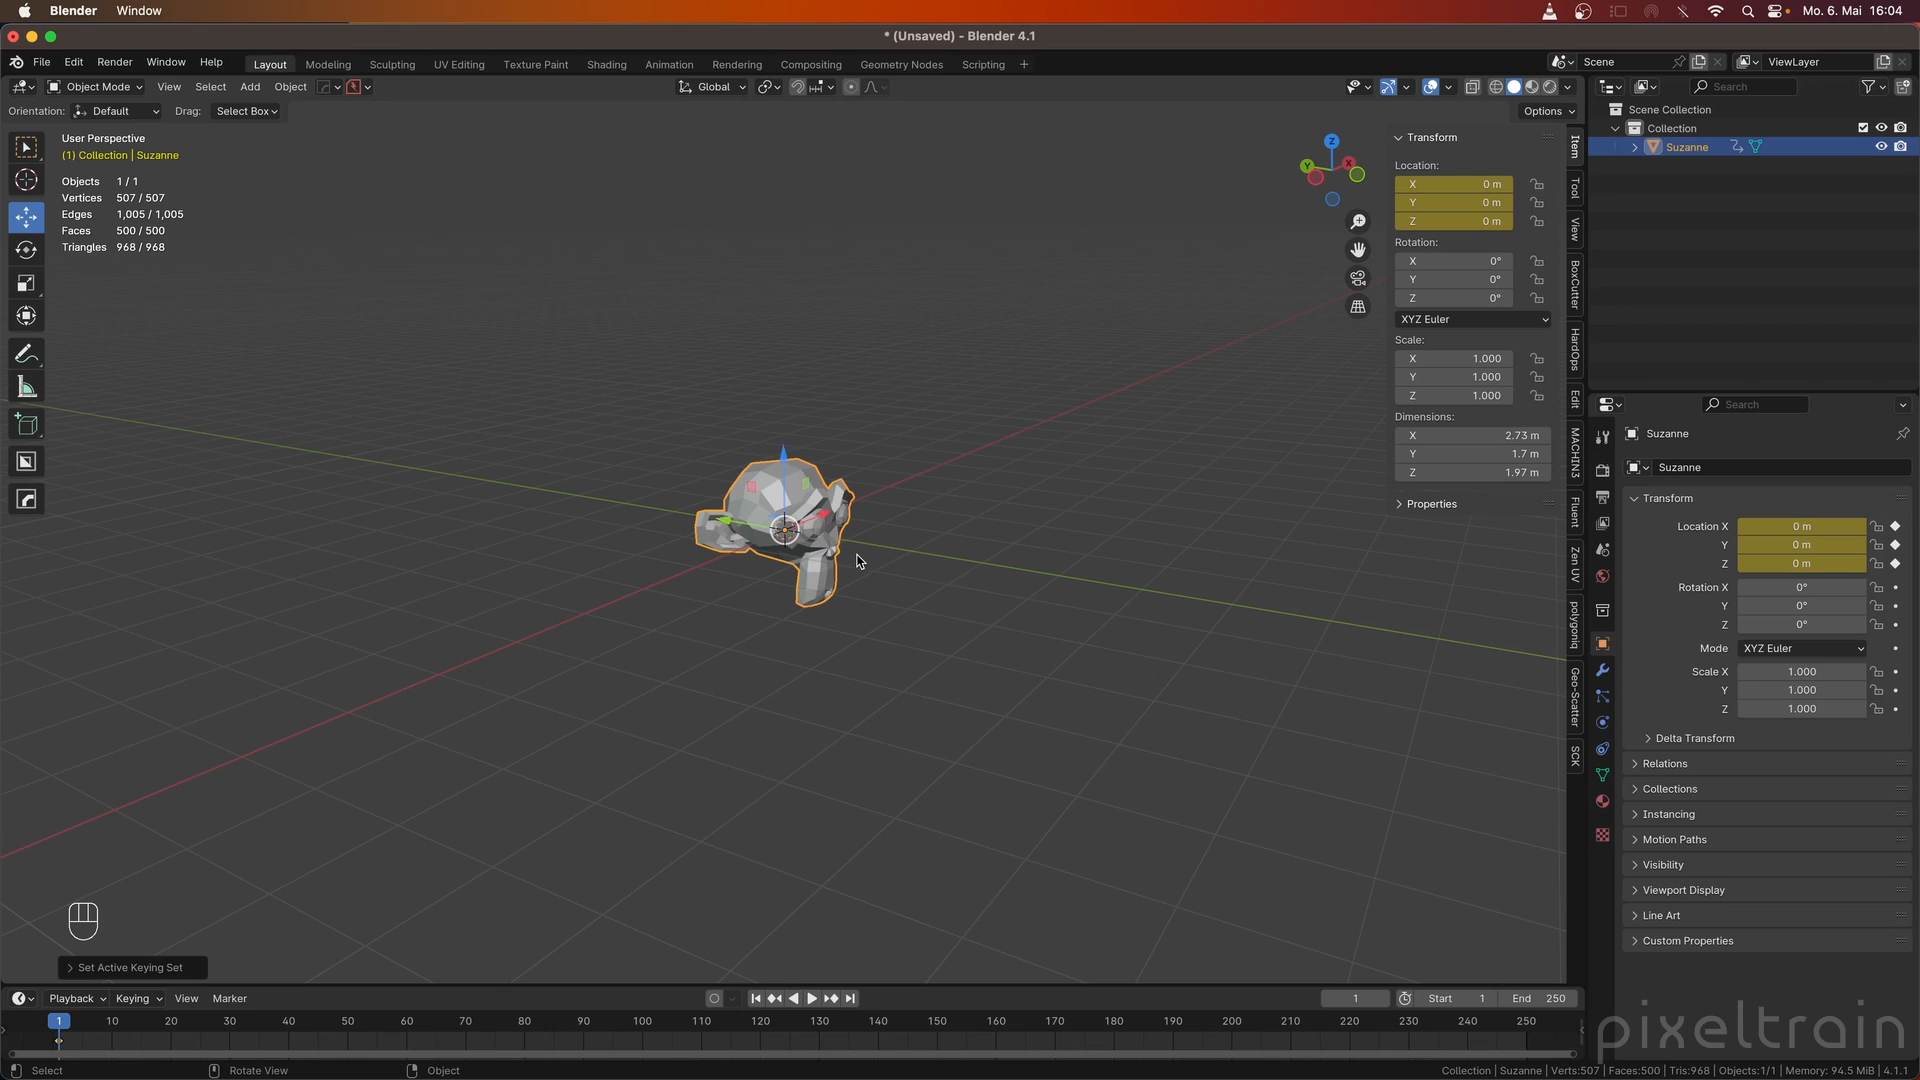 Blender Window Mo. 6. Mai 16:04
* (Unsaved) - Blender 4.1
File Edit Render Window Help Layout Modeling Sculpting UV Editing Texture Paint Shading Animation Rendering Compositing Geometry Nodes Scripting + Scene ViewLayer
Object Mode View Select Add Object Global Search
Orientation: Default Drag: Select Box Options
User Perspective
(1) Collection | Suzanne
Objects 1 / 1
Vertices 507 / 507
Edges 1,005 / 1,005
Faces 500 / 500
Triangles 968 / 968
Z
Y
X
Transform
Location:
X 0 m
Y 0 m
Z 0 m
Rotation:
X 0°
Y 0°
Z 0°
XYZ Euler
Scale:
X 1.000
Y 1.000
Z 1.000
Dimensions:
X 2.73 m
Y 1.7 m
Z 1.97 m
Properties
Item
Tool
View
BoxCutter
HardOps
Edit
MACHIN3
Fluent
Zen UV
polygoniq
Geo-Scatter
SCK
Scene Collection
Collection
Suzanne
Search
Suzanne
Suzanne
Transform
Location X 0 m
Y 0 m
Z 0 m
Rotation X 0°
Y 0°
Z 0°
Mode XYZ Euler
Scale X 1.000
Y 1.000
Z 1.000
Delta Transform
Relations
Collections
Instancing
Motion Paths
Visibility
Viewport Display
Line Art
Custom Properties
Set Active Keying Set
Playback Keying View Marker 1 Start 1 End 250
1 10 20 30 40 50 60 70 80 90 100 110 120 130 140 150 160 170 180 190 200 210 220 230 240 250
pixeltrain
Select Rotate View Object Collection | Suzanne | Verts:507 | Faces:500 | Tris:968 | Objects:1/1 | Memory: 94.5 MiB | 4.1.1